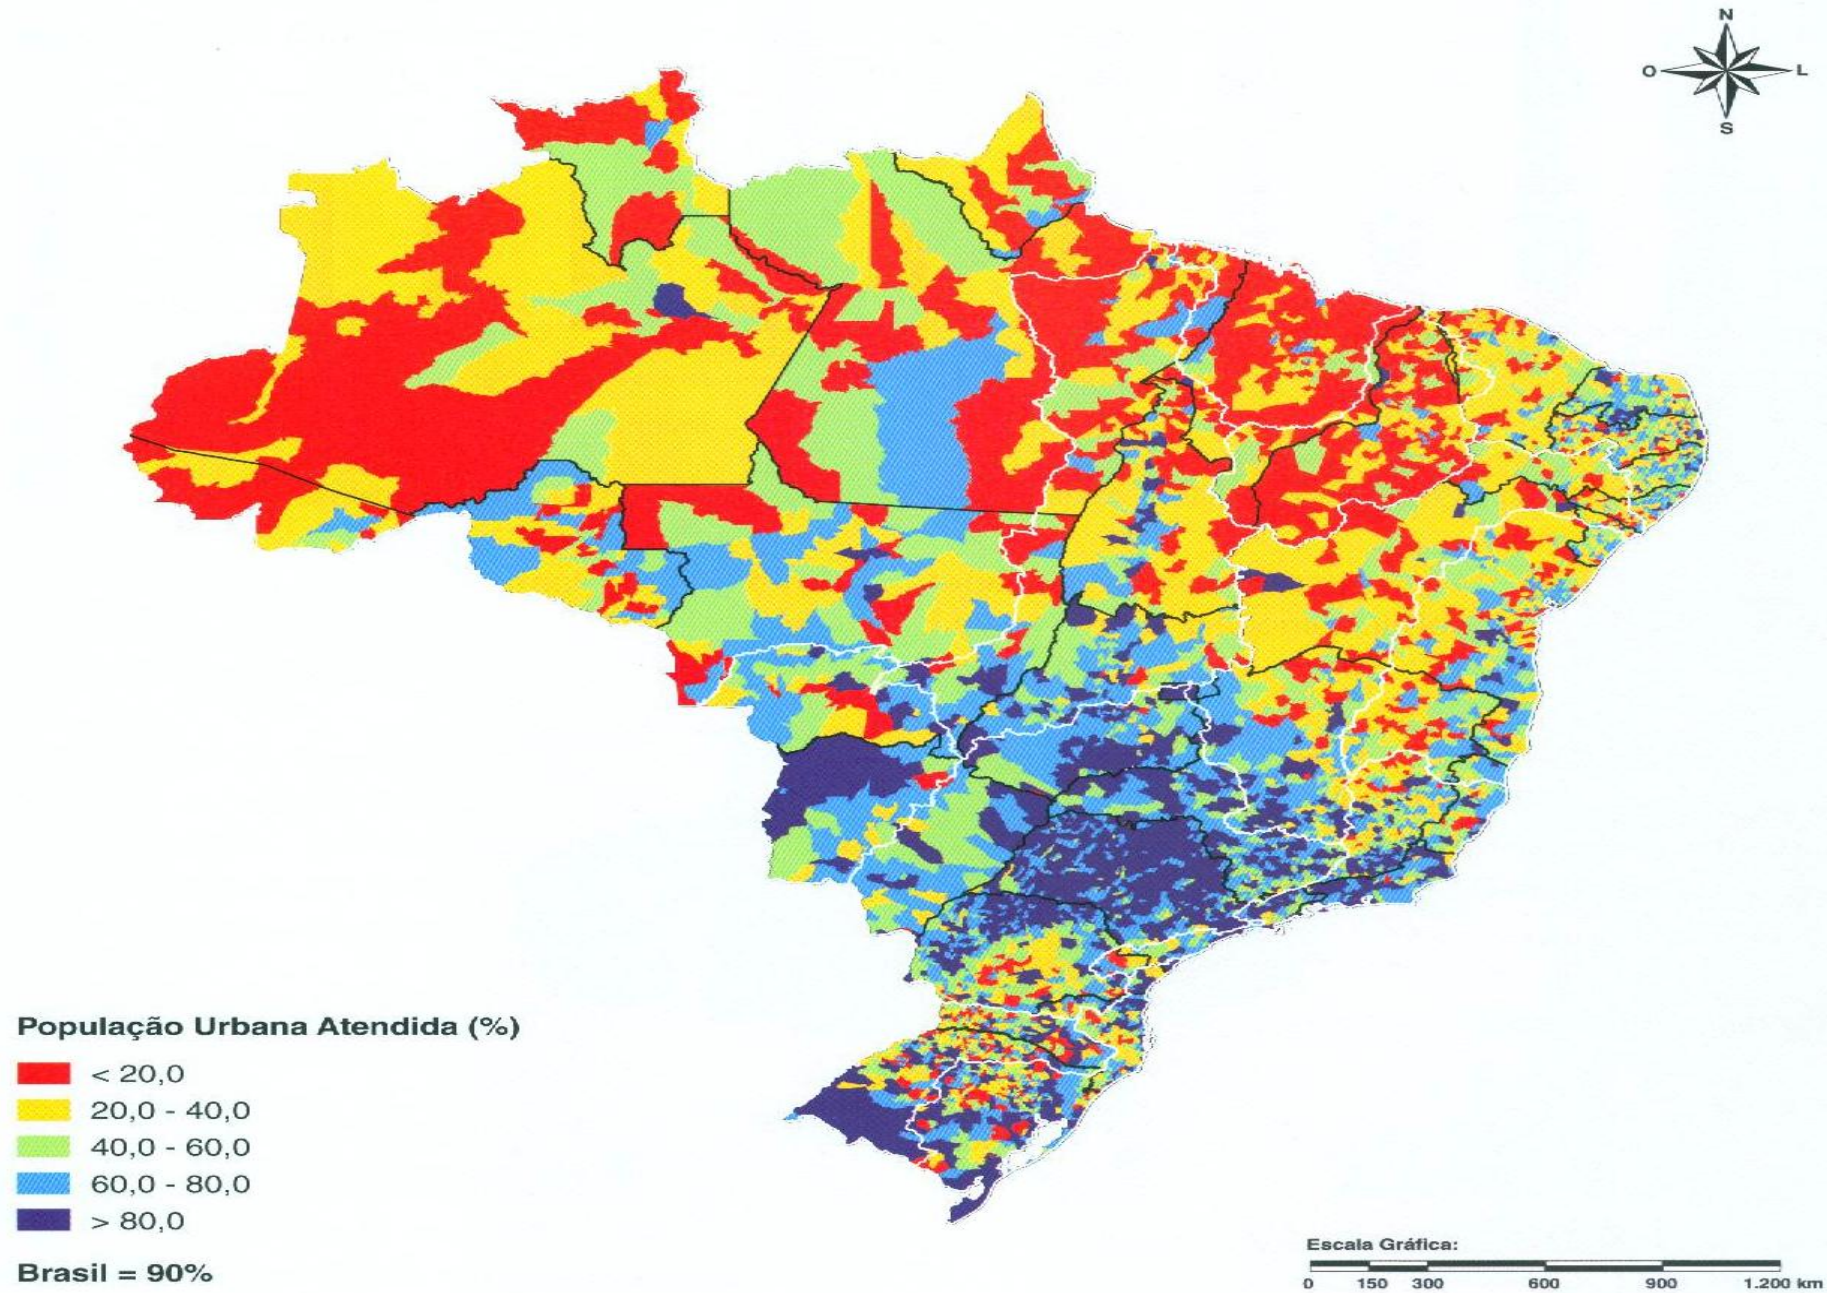 N
O
L
S
População Urbana Atendida (%)
< 20,0
20,0 - 40,0
40,0 - 60,0
60,0 - 80,0
> 80,0
Brasil = 90%
Escala Gráfica:
0 150 300 600 900 1.200 km